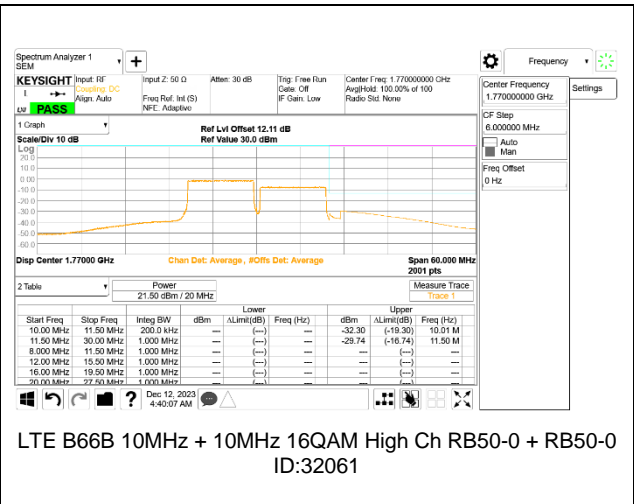 Spectrum Analyzer 1
SEM
+
Frequency
KEYSIGHT Input: RF Input Z: 50 Ω Atten: 30 dB Trig: Free Run Center Freq: 1.770000000 GHz
Coupling: DC Gate: Off Avg|Hold: 100.00% of 100
Align: Auto Freq Ref: Int (S) IF Gain: Low Radio Std: None
NFE: Adaptive
PASS
Center Frequency
1.770000000 GHz
Settings
CF Step
6.000000 MHz
Auto
Man
Freq Offset
0 Hz
1 Graph
Ref Lvl Offset 12.11 dB
Scale/Div 10 dB Ref Value 30.0 dBm
Log
20.0
10.0
0.00
-10.0
-20.0
-30.0
-40.0
-50.0
-60.0
Disp Center 1.77000 GHz Chan Det: Average, #Offs Det: Average Span 60.000 MHz
2001 pts
2 Table Power Measure Trace
21.50 dBm / 20 MHz Trace 1
Lower Upper
Start Freq Stop Freq Integ BW dBm ΔLimit(dB) Freq (Hz) dBm ΔLimit(dB) Freq (Hz)
10.00 MHz 11.50 MHz 200.0 kHz --- (---) --- -32.30 (-19.30) 10.01 M
11.50 MHz 30.00 MHz 1.000 MHz --- (---) --- -29.74 (-16.74) 11.50 M
8.000 MHz 11.50 MHz 1.000 MHz --- (---) --- --- (---) ---
12.00 MHz 15.50 MHz 1.000 MHz --- (---) --- --- (---) ---
16.00 MHz 19.50 MHz 1.000 MHz --- (---) --- --- (---) ---
20.00 MHz 27.50 MHz 1.000 MHz --- (---) --- --- (---) ---
? Dec 12, 2023
4:40:07 AM
LTE B66B 10MHz + 10MHz 16QAM High Ch RB50-0 + RB50-0
ID:32061